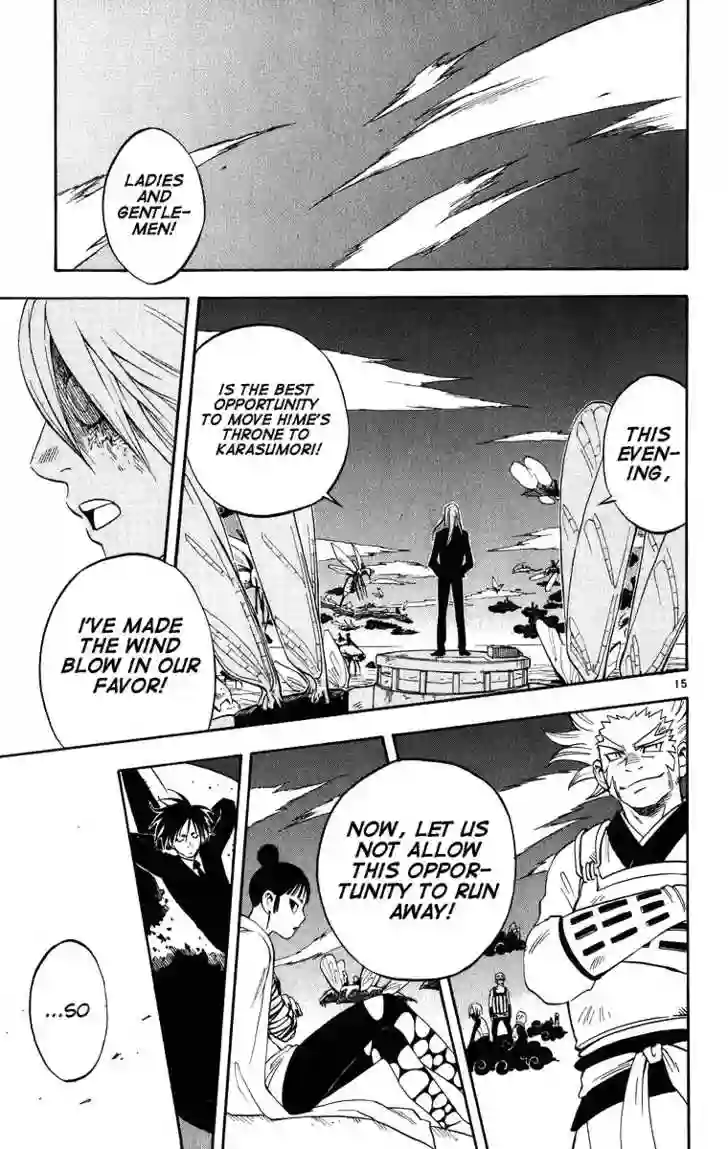 LADIES
AND
GENTLE-
MEN!
THIS
EVEN-
ING,
IS THE BEST
OPPORTUNITY
TO MOVE HIME'S
THRONE TO
KARASUMORI!
I'VE MADE
THE WIND
BLOW IN OUR
FAVOR!
15
NOW, LET US
NOT ALLOW
THIS OPPOR-
TUNITY TO RUN
AWAY!
...SO